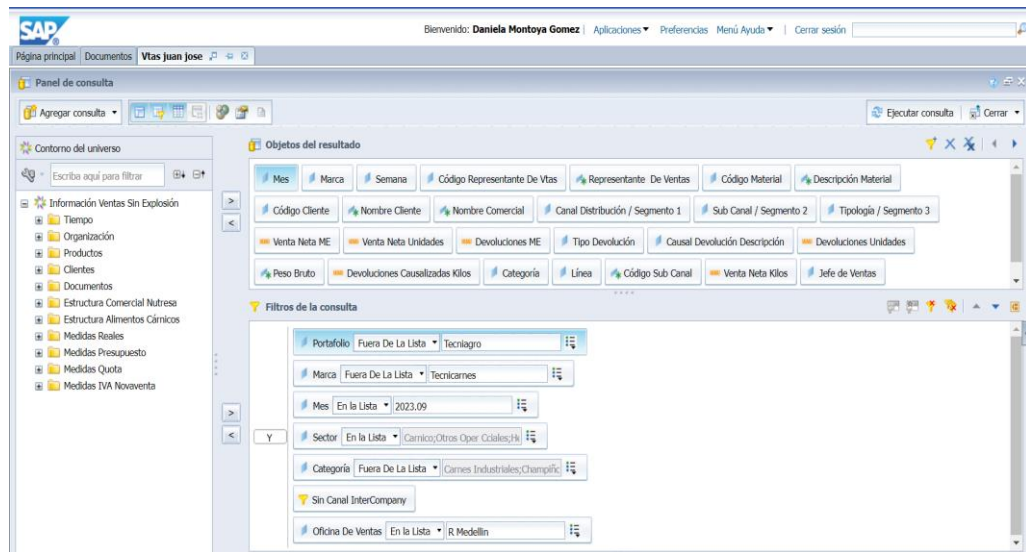 SAP
Bienvenido: Daniela Montoya Gomez | Aplicaciones Preferencias Menú Ayuda | Cerrar sesión
Página principal Documentos Vtas juan jose
Panel de consulta
Agregar consulta Ejecutar consulta Cerrar
Contorno del universo
Escriba aquí para filtrar
Información Ventas Sin Explosión
Tiempo
Organización
Productos
Clientes
Documentos
Estructura Comercial Nutresa
Estructura Alimentos Cárnicos
Medidas Reales
Medidas Presupuesto
Medidas Quota
Medidas IVA Novaventa
Objetos del resultado
Mes Marca Semana Código Representante De Vtas Representante De Ventas Código Material Descripción Material
Código Cliente Nombre Cliente Nombre Comercial Canal Distribución / Segmento 1 Sub Canal / Segmento 2 Tipología / Segmento 3
Venta Neta ME Venta Neta Unidades Devoluciones ME Tipo Devolución Causal Devolución Descripción Devoluciones Unidades
Peso Bruto Devoluciones Causalizadas Kilos Categoría Línea Código Sub Canal Venta Neta Kilos Jefe de Ventas
Filtros de la consulta
Portafolio Fuera De La Lista Tecniagro
Marca Fuera De La Lista Tecnicarnes
Mes En la Lista 2023.09
Y
Sector En la Lista Carnico;Otros Oper Cciales;
Categoría Fuera De La Lista Carnes Industriales;Champiñc
Sin Canal InterCompany
Oficina De Ventas En la Lista R Medellin